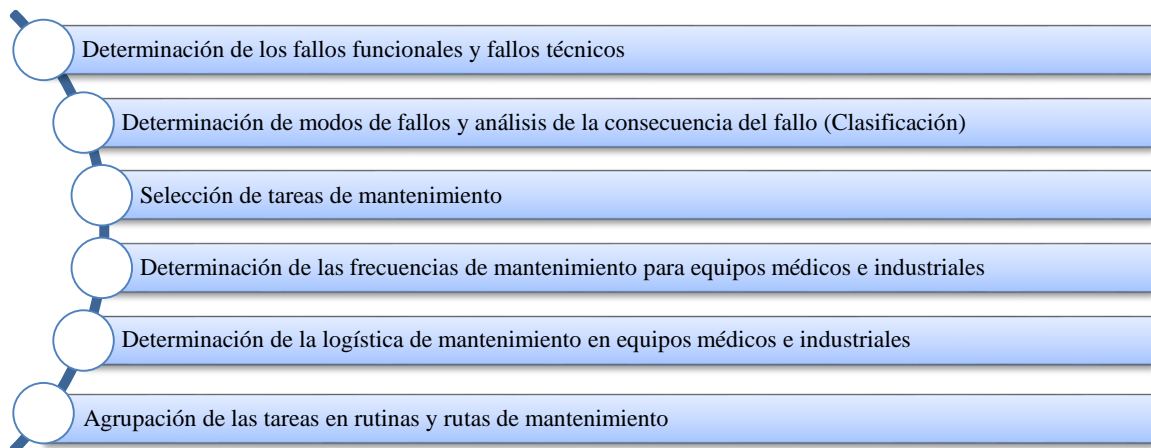 Determinación de los fallos funcionales y fallos técnicos
Determinación de modos de fallos y análisis de la consecuencia del fallo (Clasificación)
Selección de tareas de mantenimiento
Determinación de las frecuencias de mantenimiento para equipos médicos e industriales
Determinación de la logística de mantenimiento en equipos médicos e industriales
Agrupación de las tareas en rutinas y rutas de mantenimiento